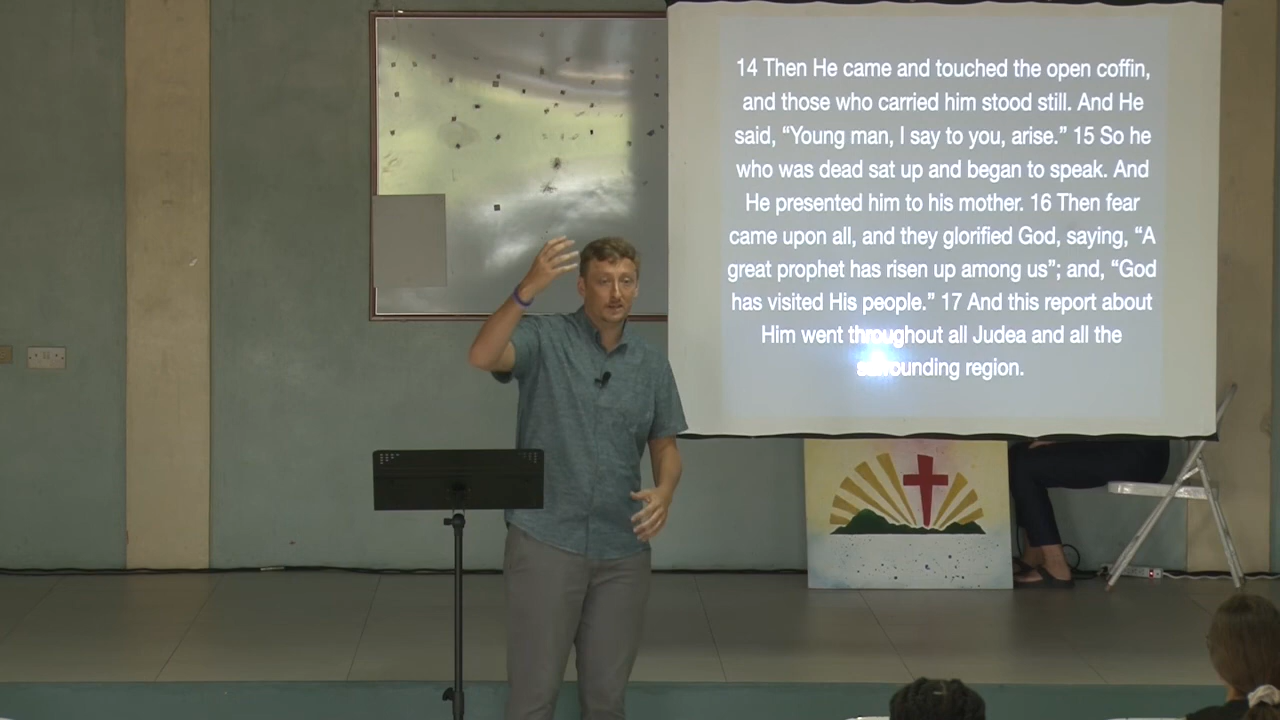 14 Then He came and touched the open coffin,
and those who carried him stood still. And He
said, “Young man, I say to you, arise.” 15 So he
who was dead sat up and began to speak. And
He presented him to his mother. 16 Then fear
came upon all, and they glorified God, saying, “A
great prophet has risen up among us”; and, “God
has visited His people.” 17 And this report about
Him went throughout all Judea and all the
surrounding region.